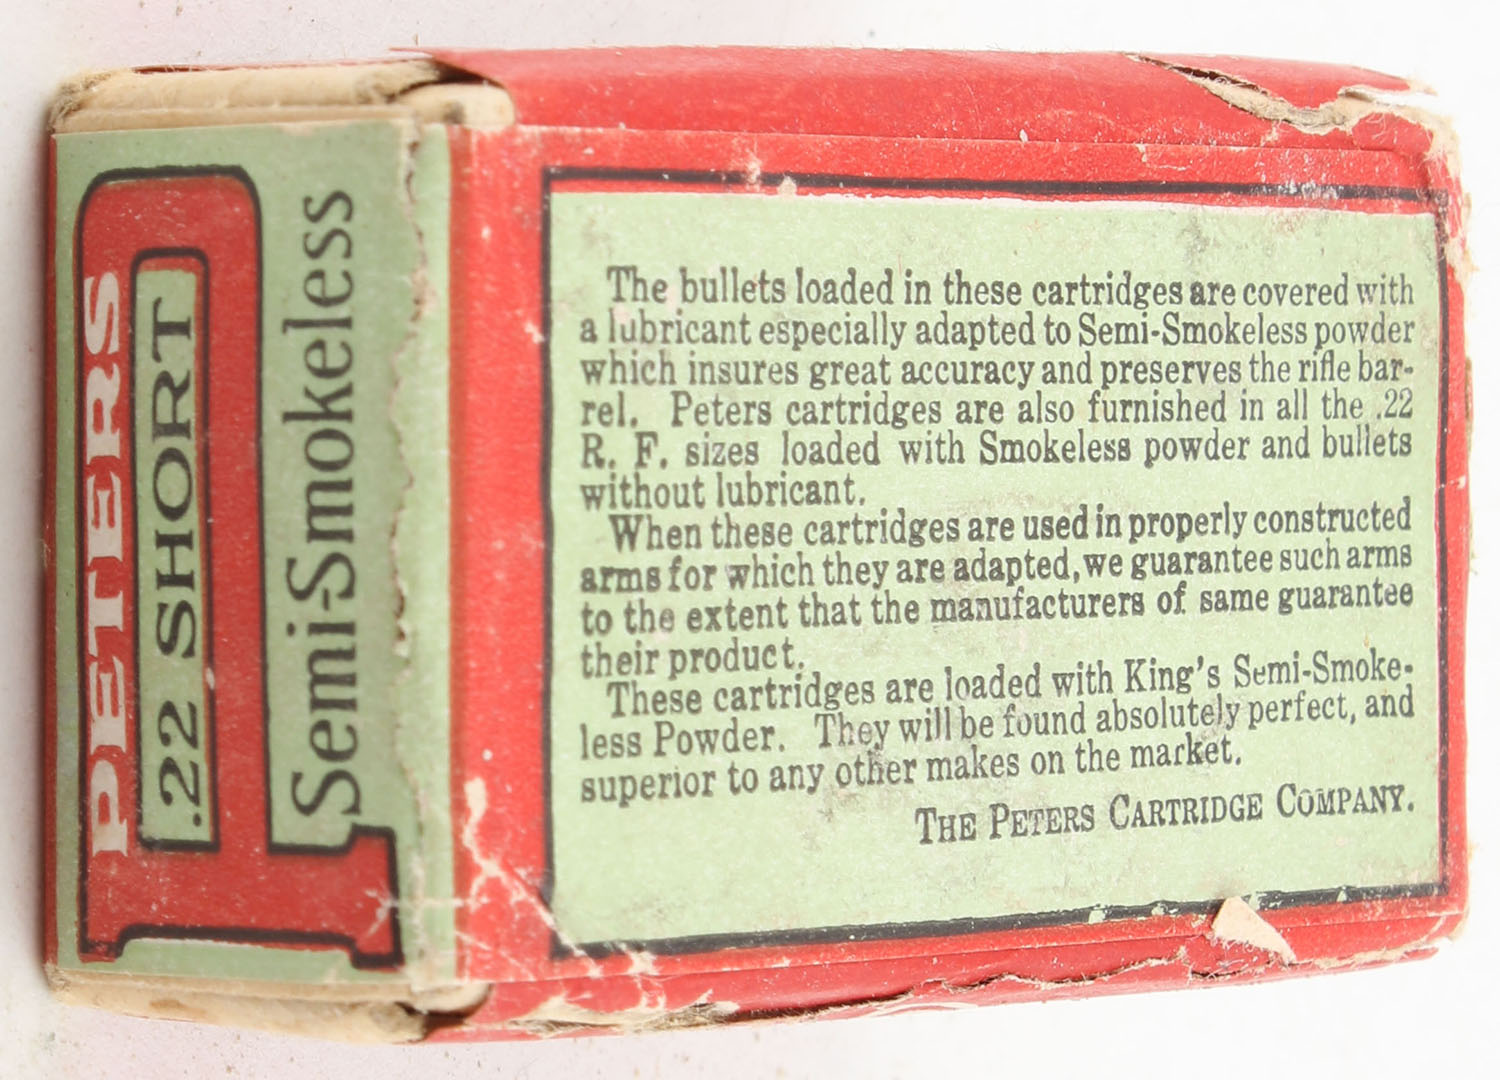 PETERS
.22 SHORT
Semi-Smokeless
The bullets loaded in these cartridges are covered with
a lubricant especially adapted to Semi-Smokeless powder
which insures great accuracy and preserves the rifle bar-
rel. Peters cartridges are also furnished in all the .22
R. F. sizes loaded with Smokeless powder and bullets
without lubricant.
When these cartridges are used in properly constructed
arms for which they are adapted, we guarantee such arms
to the extent that the manufacturers of same guarantee
their product.
These cartridges are loaded with King's Semi-Smoke-
less Powder. They will be found absolutely perfect, and
superior to any other makes on the market.
THE PETERS CARTRIDGE COMPANY.